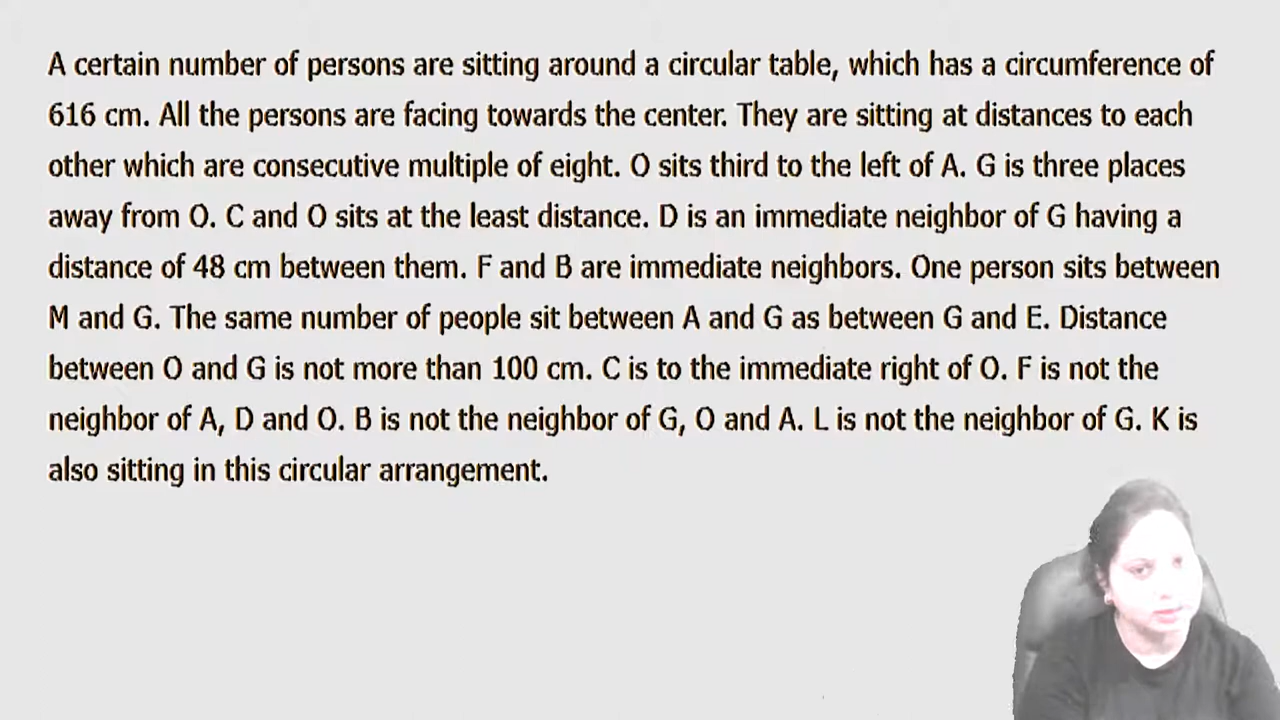 A certain number of persons are sitting around a circular table, which has a circumference of
616 cm. All the persons are facing towards the center. They are sitting at distances to each
other which are consecutive multiple of eight. O sits third to the left of A. G is three places
away from O. C and O sits at the least distance. D is an immediate neighbor of G having a
distance of 48 cm between them. F and B are immediate neighbors. One person sits between
M and G. The same number of people sit between A and G as between G and E. Distance
between O and G is not more than 100 cm. C is to the immediate right of O. F is not the
neighbor of A, D and O. B is not the neighbor of G, O and A. L is not the neighbor of G. K is
also sitting in this circular arrangement.